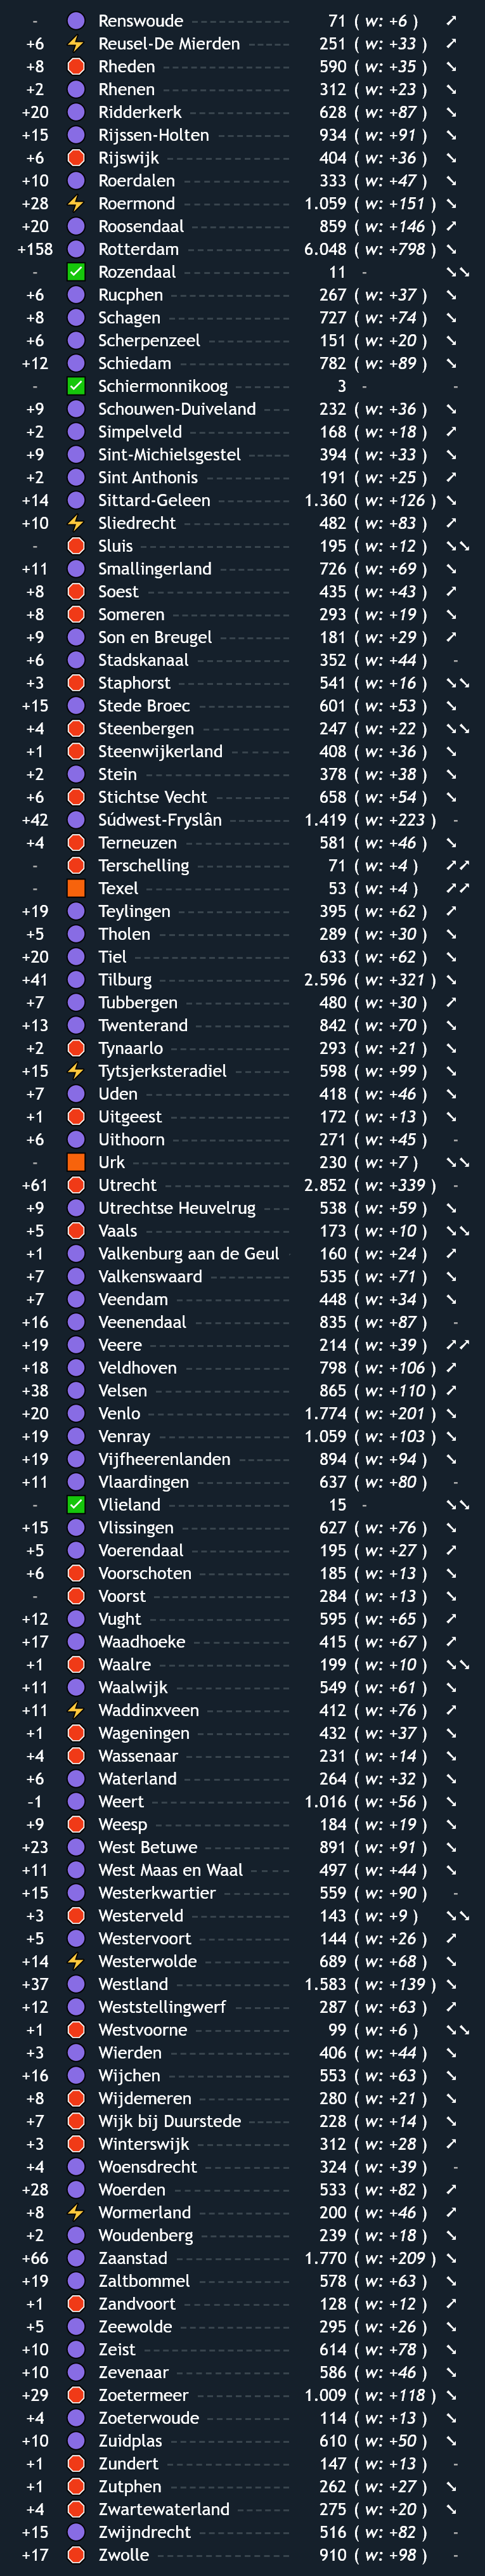 - Renswoude 71 ( w: +6 ) ➚
+6 ⚡ Reusel-De Mierden 251 ( w: +33 ) ➚
+8 Rheden 590 ( w: +35 ) ➘
+2 Rhenen 312 ( w: +23 ) ➘
+20 Ridderkerk 628 ( w: +87 ) ➘
+15 Rijssen-Holten 934 ( w: +91 ) ➘
+6 Rijswijk 404 ( w: +36 ) ➘
+10 Roerdalen 333 ( w: +47 ) ➘
+28 ⚡ Roermond 1.059 ( w: +151 ) ➘
+20 Roosendaal 859 ( w: +146 ) ➚
+158 Rotterdam 6.048 ( w: +798 ) ➘
- ✅ Rozendaal 11 - ➘➘
+6 Rucphen 267 ( w: +37 ) ➘
+8 Schagen 727 ( w: +74 ) ➘
+6 Scherpenzeel 151 ( w: +20 ) ➘
+12 Schiedam 782 ( w: +89 ) ➘
- ✅ Schiermonnikoog 3 - -
+9 Schouwen-Duiveland 232 ( w: +36 ) ➘
+2 Simpelveld 168 ( w: +18 ) ➚
+9 Sint-Michielsgestel 394 ( w: +33 ) ➘
+2 Sint Anthonis 191 ( w: +25 ) ➚
+14 Sittard-Geleen 1.360 ( w: +126 ) ➘
+10 ⚡ Sliedrecht 482 ( w: +83 ) ➚
- Sluis 195 ( w: +12 ) ➘➘
+11 Smallingerland 726 ( w: +69 ) ➘
+8 Soest 435 ( w: +43 ) ➚
+8 Someren 293 ( w: +19 ) ➘
+9 Son en Breugel 181 ( w: +29 ) ➚
+6 Stadskanaal 352 ( w: +44 ) -
+3 Staphorst 541 ( w: +16 ) ➘➘
+15 Stede Broec 601 ( w: +53 ) ➘
+4 Steenbergen 247 ( w: +22 ) ➘➘
+1 Steenwijkerland 408 ( w: +36 ) ➘
+2 Stein 378 ( w: +38 ) ➘
+6 Stichtse Vecht 658 ( w: +54 ) ➘
+42 Súdwest-Fryslân 1.419 ( w: +223 ) -
+4 Terneuzen 581 ( w: +46 ) ➘
- Terschelling 71 ( w: +4 ) ➚➚
- Texel 53 ( w: +4 ) ➚➚
+19 Teylingen 395 ( w: +62 ) ➚
+5 Tholen 289 ( w: +30 ) ➘
+20 Tiel 633 ( w: +62 ) ➘
+41 Tilburg 2.596 ( w: +321 ) ➘
+7 Tubbergen 480 ( w: +30 ) ➚
+13 Twenterand 842 ( w: +70 ) ➘
+2 Tynaarlo 293 ( w: +21 ) ➘
+15 ⚡ Tytsjerksteradiel 598 ( w: +99 ) ➘
+7 Uden 418 ( w: +46 ) ➘
+1 Uitgeest 172 ( w: +13 ) ➘
+6 Uithoorn 271 ( w: +45 ) -
- Urk 230 ( w: +7 ) ➘➘
+61 Utrecht 2.852 ( w: +339 ) -
+9 Utrechtse Heuvelrug 538 ( w: +59 ) ➘
+5 Vaals 173 ( w: +10 ) ➘➘
+1 Valkenburg aan de Geul 160 ( w: +24 ) ➚
+7 Valkenswaard 535 ( w: +71 ) ➘
+7 Veendam 448 ( w: +34 ) ➘
+16 Veenendaal 835 ( w: +87 ) -
+19 Veere 214 ( w: +39 ) ➚➚
+18 Veldhoven 798 ( w: +106 ) ➚
+38 Velsen 865 ( w: +110 ) ➚
+20 Venlo 1.774 ( w: +201 ) ➘
+19 Venray 1.059 ( w: +103 ) ➘
+19 Vijfheerenlanden 894 ( w: +94 ) ➘
+11 Vlaardingen 637 ( w: +80 ) -
- ✅ Vlieland 15 - ➘➘
+15 Vlissingen 627 ( w: +76 ) ➘
+5 Voerendaal 195 ( w: +27 ) ➚
+6 Voorschoten 185 ( w: +13 ) ➘
- Voorst 284 ( w: +13 ) ➘
+12 Vught 595 ( w: +65 ) ➚
+17 Waadhoeke 415 ( w: +67 ) ➚
+1 Waalre 199 ( w: +10 ) ➘➘
+11 Waalwijk 549 ( w: +61 ) ➘
+11 ⚡ Waddinxveen 412 ( w: +76 ) ➚
+1 Wageningen 432 ( w: +37 ) ➘
+4 Wassenaar 231 ( w: +14 ) ➘
+6 Waterland 264 ( w: +32 ) ➘
-1 Weert 1.016 ( w: +56 ) ➘
+9 Weesp 184 ( w: +19 ) ➘
+23 West Betuwe 891 ( w: +91 ) ➘
+11 West Maas en Waal 497 ( w: +44 ) ➘
+15 Westerkwartier 559 ( w: +90 ) -
+3 Westerveld 143 ( w: +9 ) ➘➘
+5 Westervoort 144 ( w: +26 ) ➚
+14 ⚡ Westerwolde 689 ( w: +68 ) ➘
+37 Westland 1.583 ( w: +139 ) ➘
+12 Weststellingwerf 287 ( w: +63 ) ➚
+1 Westvoorne 99 ( w: +6 ) ➘➘
+3 Wierden 406 ( w: +44 ) ➘
+16 Wijchen 553 ( w: +63 ) ➘
+8 Wijdemeren 280 ( w: +21 ) ➘
+7 Wijk bij Duurstede 228 ( w: +14 ) ➘
+3 Winterswijk 312 ( w: +28 ) ➚
+4 Woensdrecht 324 ( w: +39 ) -
+28 Woerden 533 ( w: +82 ) ➚
+8 ⚡ Wormerland 200 ( w: +46 ) ➚
+2 Woudenberg 239 ( w: +18 ) ➘
+66 Zaanstad 1.770 ( w: +209 ) ➘
+19 Zaltbommel 578 ( w: +63 ) ➘
+1 Zandvoort 128 ( w: +12 ) ➚
+5 Zeewolde 295 ( w: +26 ) ➘
+10 Zeist 614 ( w: +78 ) ➘
+10 Zevenaar 586 ( w: +46 ) ➘
+29 Zoetermeer 1.009 ( w: +118 ) ➘
+4 Zoeterwoude 114 ( w: +13 ) ➘
+10 Zuidplas 610 ( w: +50 ) ➘
+1 Zundert 147 ( w: +13 ) -
+1 Zutphen 262 ( w: +27 ) ➘
+4 Zwartewaterland 275 ( w: +20 ) ➘
+15 Zwijndrecht 516 ( w: +82 ) -
+17 Zwolle 910 ( w: +98 ) -